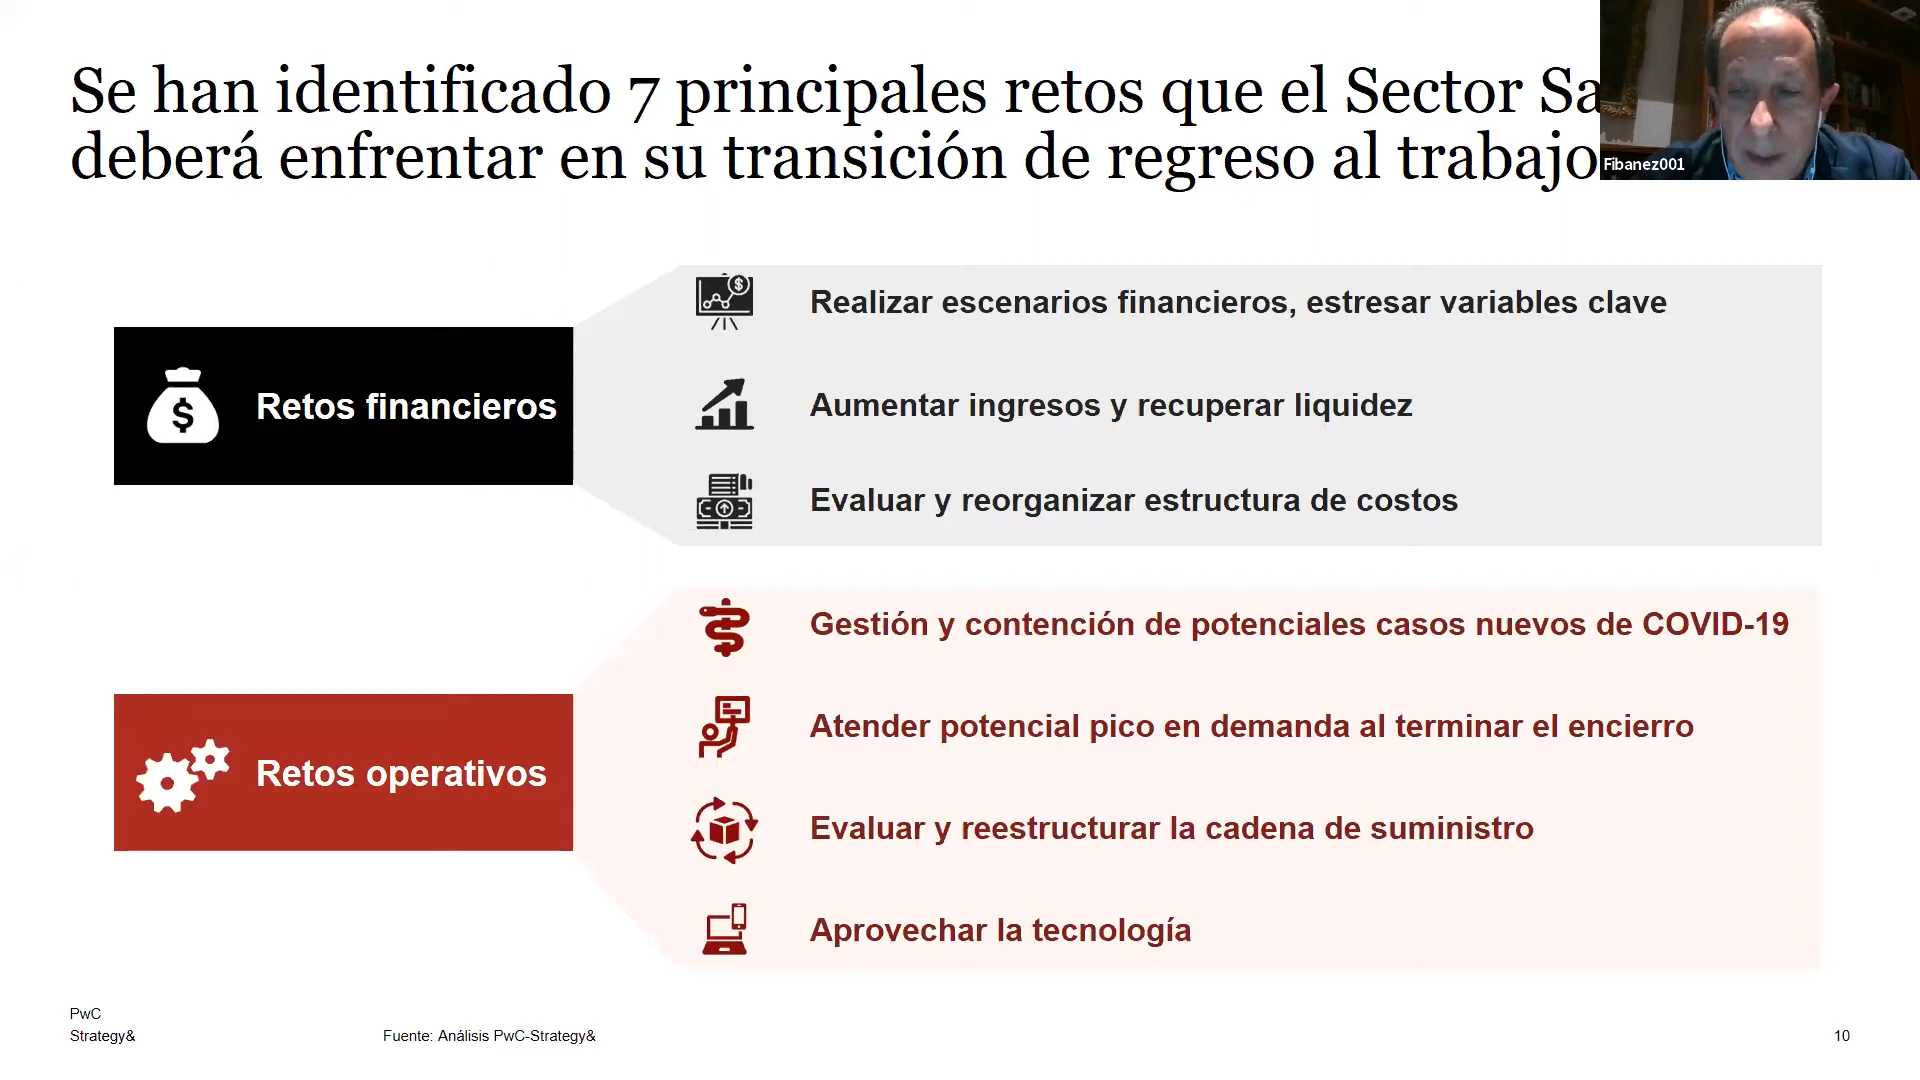 Se han identificado 7 principales retos que el Sector Sa
deberá enfrentar en su transición de regreso al trabajo
Fibanez001
Retos financieros
Realizar escenarios financieros, estresar variables clave
Aumentar ingresos y recuperar liquidez
Evaluar y reorganizar estructura de costos
Retos operativos
Gestión y contención de potenciales casos nuevos de COVID-19
Atender potencial pico en demanda al terminar el encierro
Evaluar y reestructurar la cadena de suministro
Aprovechar la tecnología
PwC
Strategy&
Fuente: Análisis PwC-Strategy&
10